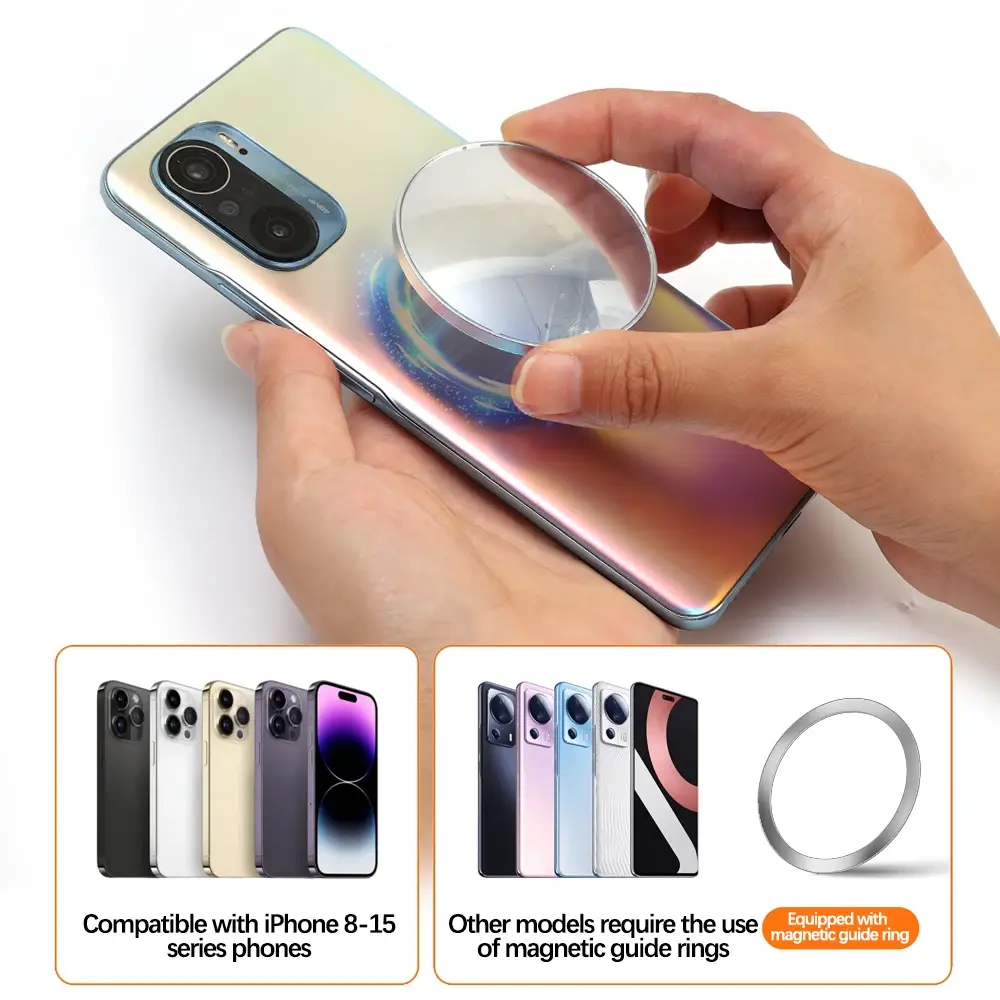 Compatible with iPhone 8-15
series phones
Other models require the use
of magnetic guide rings
Equipped with
magnetic guide ring